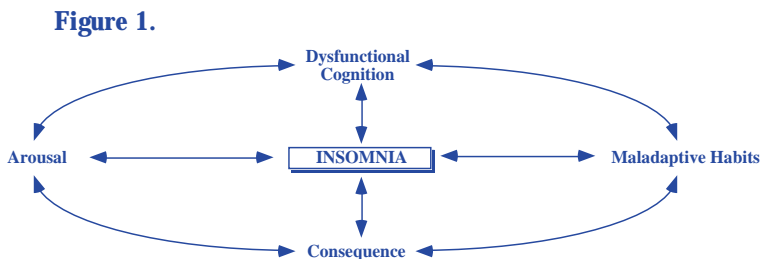 Figure 1.
Dysfunctional
Cognition
Arousal
INSOMNIA
Maladaptive Habits
Consequence